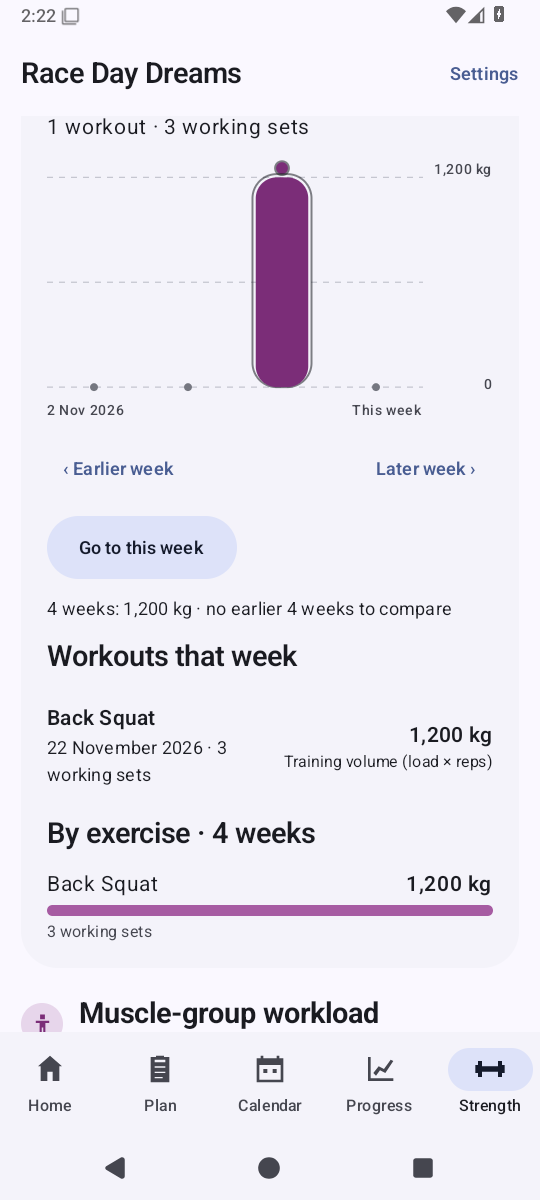 2:22
Race Day Dreams
Settings
1 workout · 3 working sets
1,200 kg
0
2 Nov 2026
This week
‹ Earlier week
Later week ›
Go to this week
4 weeks: 1,200 kg · no earlier 4 weeks to compare
Workouts that week
Back Squat
22 November 2026 · 3
working sets
1,200 kg
Training volume (load × reps)
By exercise · 4 weeks
Back Squat
1,200 kg
3 working sets
Muscle-group workload
Home
Plan
Calendar
Progress
Strength